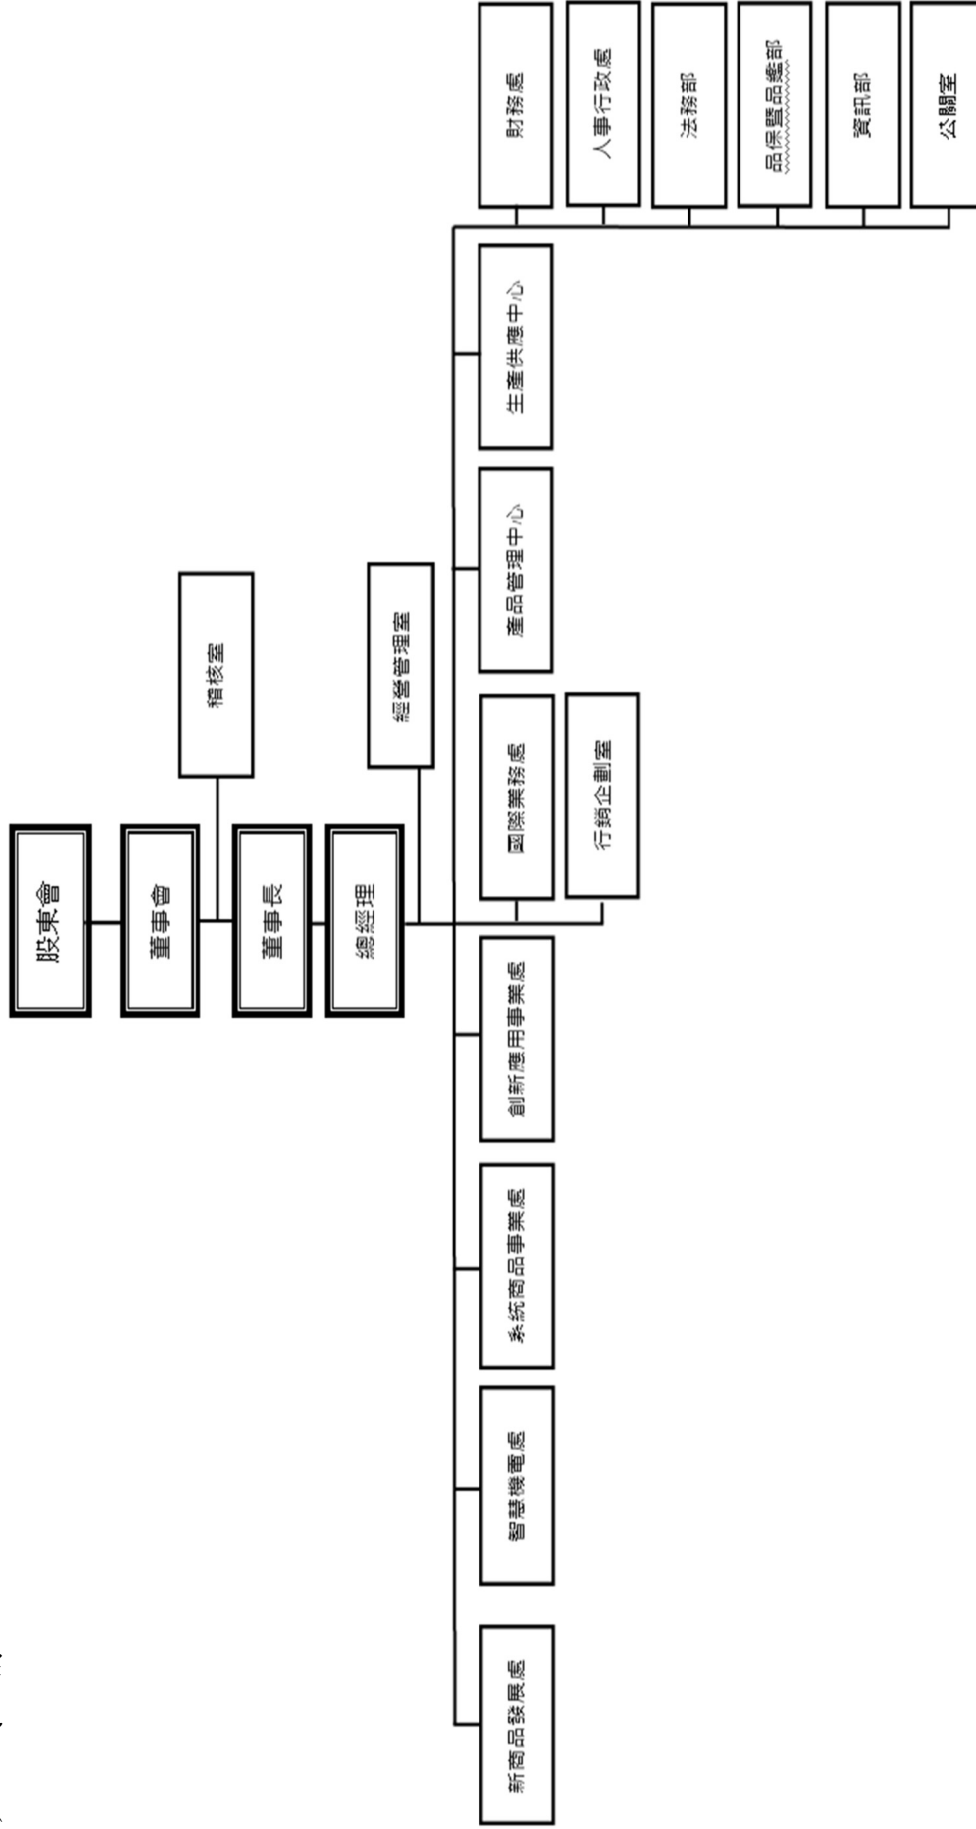 股東會
董事會
稽核室
董事長
總經理
經營管理室
新商品發展處
智慧機電處
系統商品事業處
創新應用事業處
國際業務處
行銷企劃室
產品管理中心
生產供應中心
財務處
人事行政處
法務部
品保暨品鑑部
資訊部
公關室